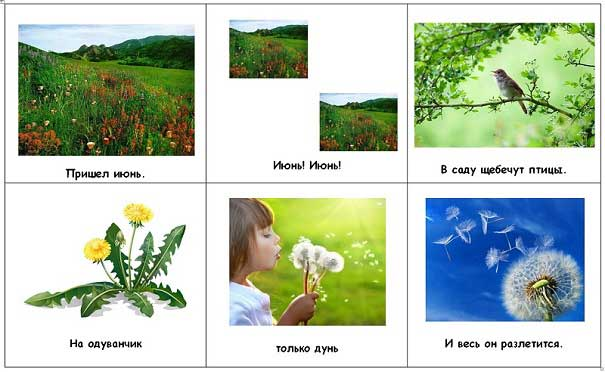 Пришел июнь.
Июнь! Июнь!
В саду щебечут птицы.
На одуванчик
только дунь
И весь он разлетится.